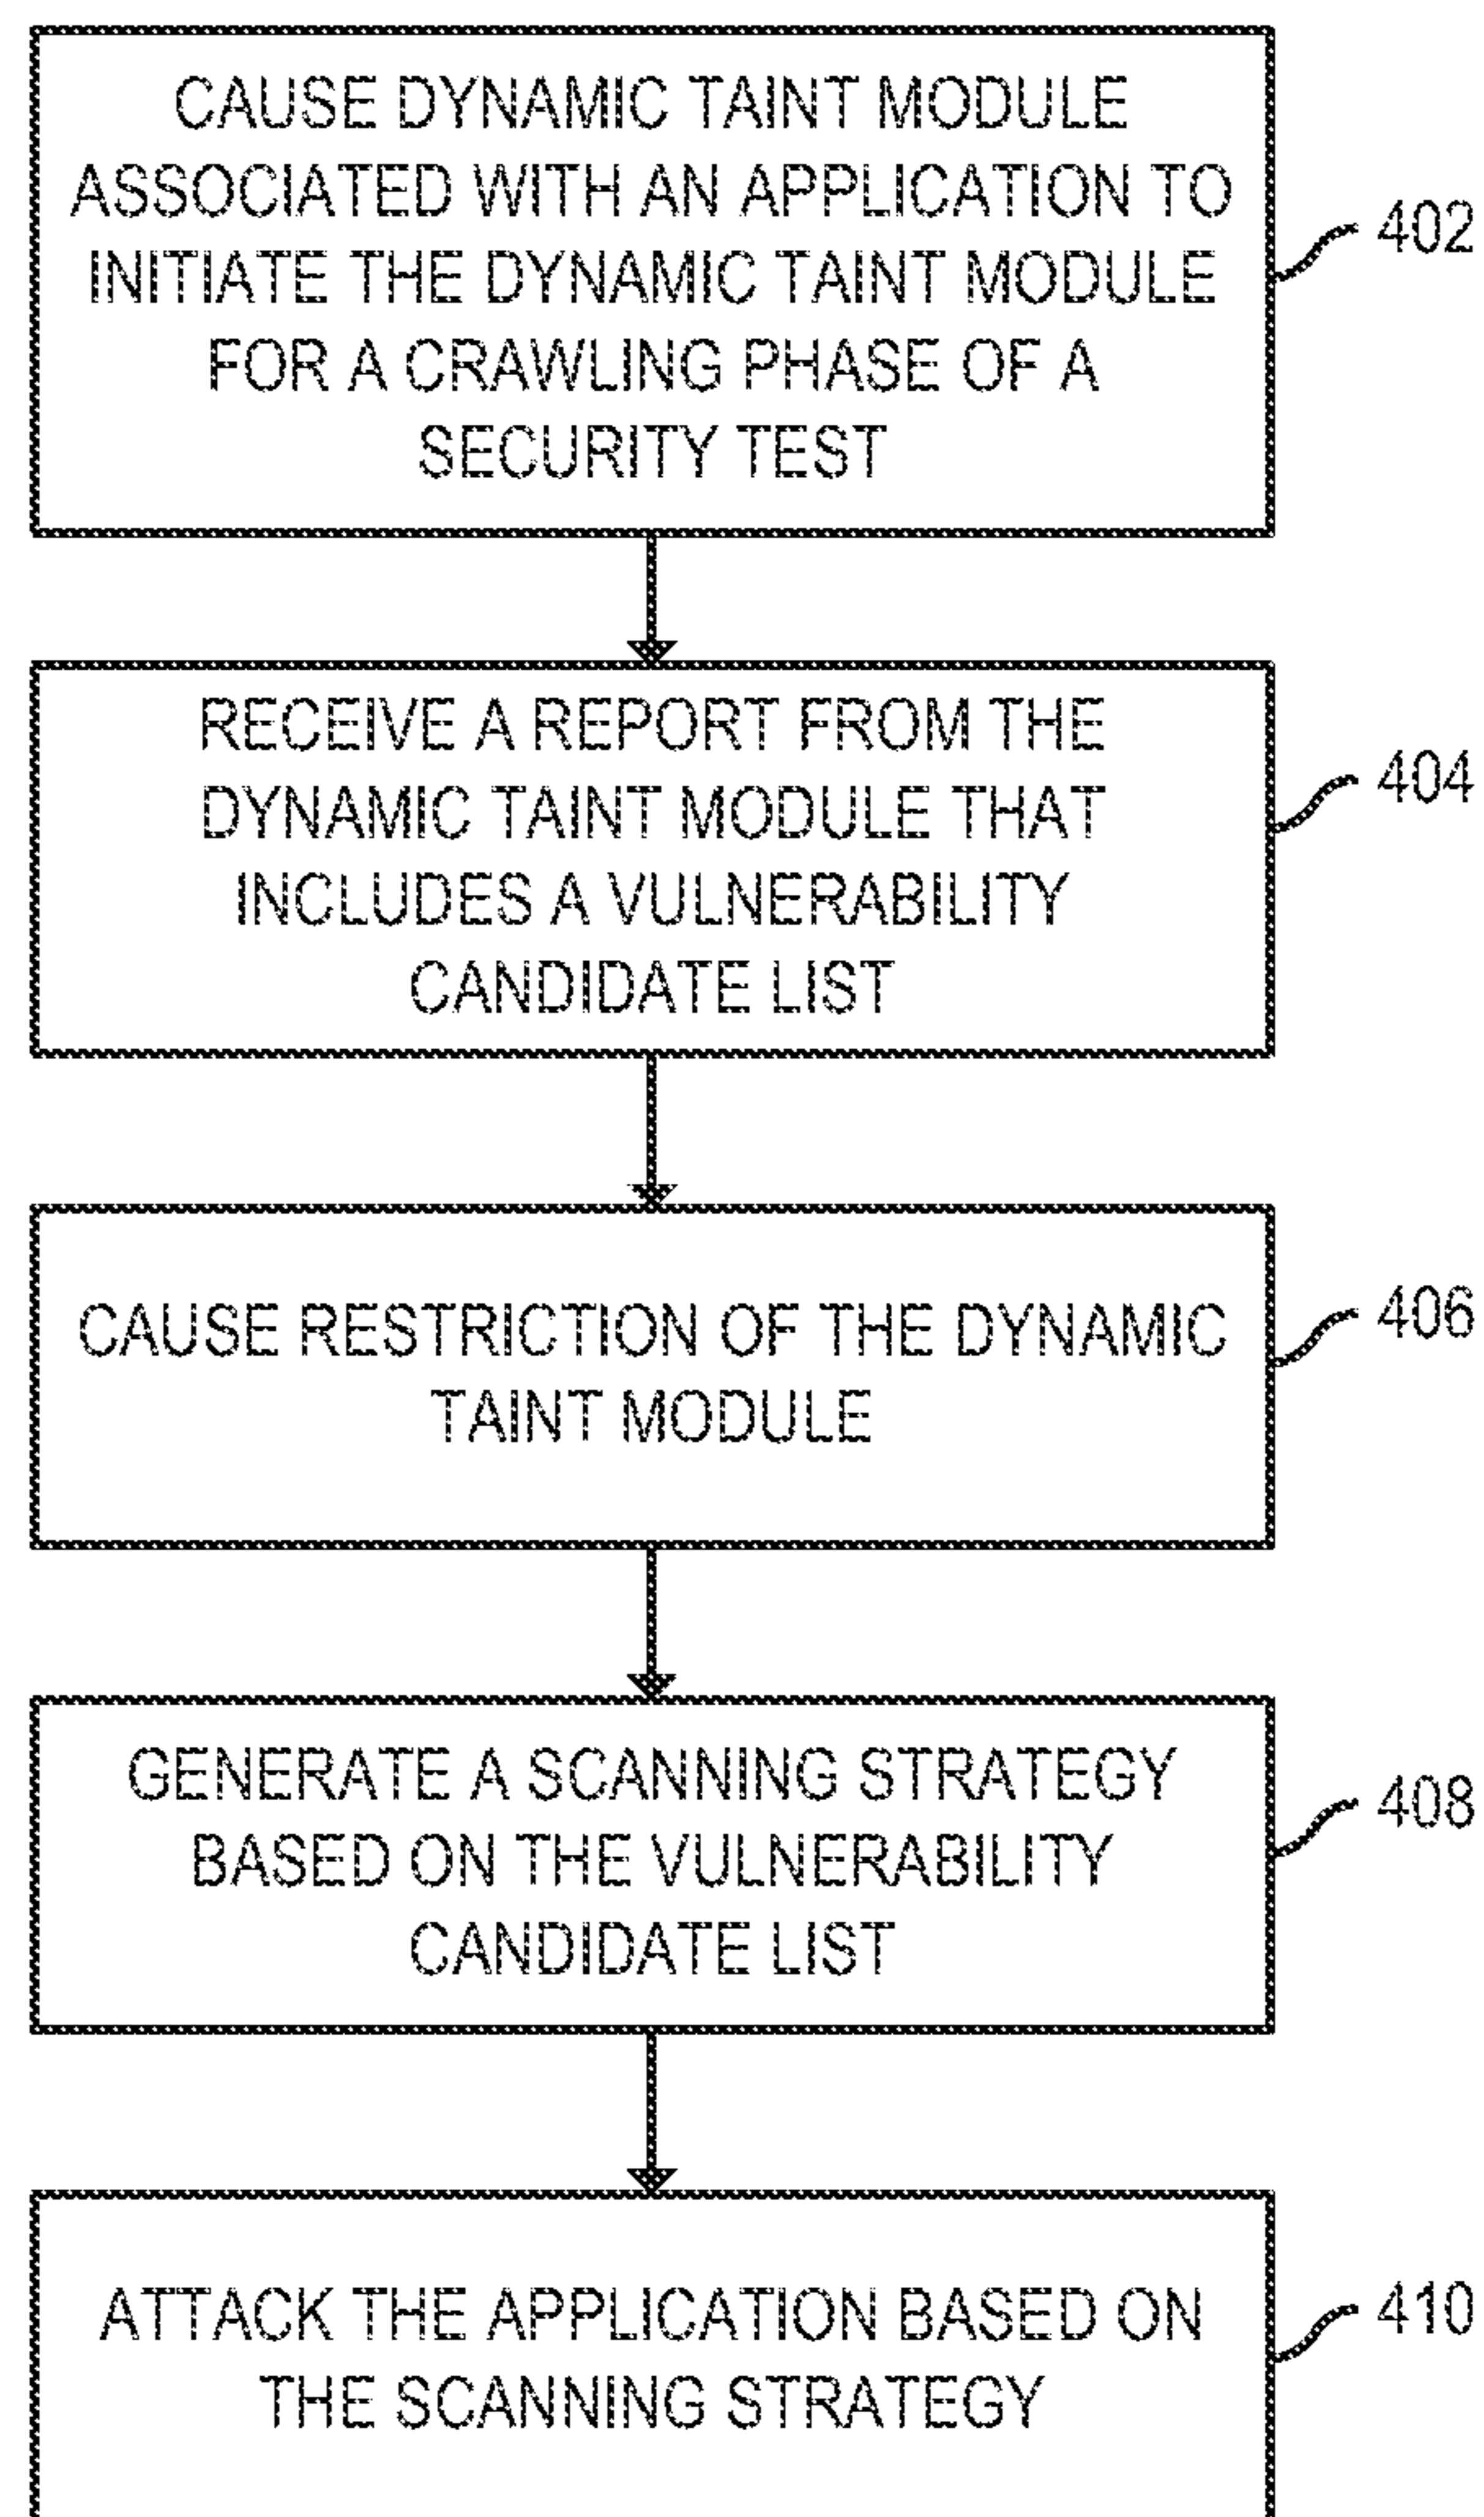 CAUSE DYNAMIC TAINT MODULE
ASSOCIATED WITH AN APPLICATION TO
INITIATE THE DYNAMIC TAINT MODULE
FOR A CRAWLING PHASE OF A
SECURITY TEST
402
RECEIVE A REPORT FROM THE
DYNAMIC TAINT MODULE THAT
INCLUDES A VULNERABILITY
CANDIDATE LIST
404
CAUSE RESTRICTION OF THE DYNAMIC
TAINT MODULE
406
GENERATE A SCANNING STRATEGY
BASED ON THE VULNERABILITY
CANDIDATE LIST
408
ATTACK THE APPLICATION BASED ON
THE SCANNING STRATEGY
410